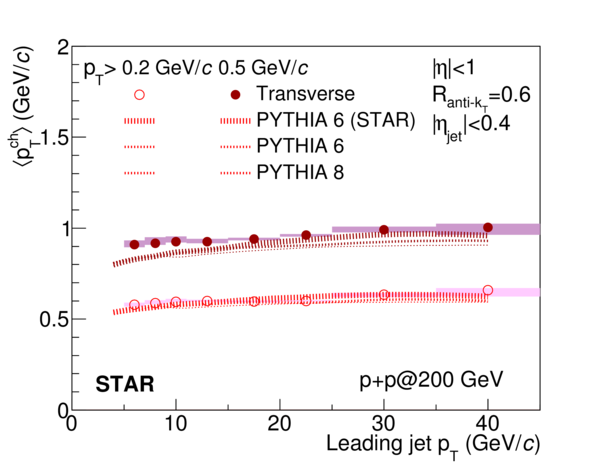 2
1.5
1
0.5
0
⟨p_T^ch⟩ (GeV/c)
p_T> 0.2 GeV/c 0.5 GeV/c
Transverse
PYTHIA 6 (STAR)
PYTHIA 6
PYTHIA 8
|η|<1
R_anti-k_T=0.6
|η_jet|<0.4
STAR
p+p@200 GeV
0 10 20 30 40
Leading jet p_T (GeV/c)